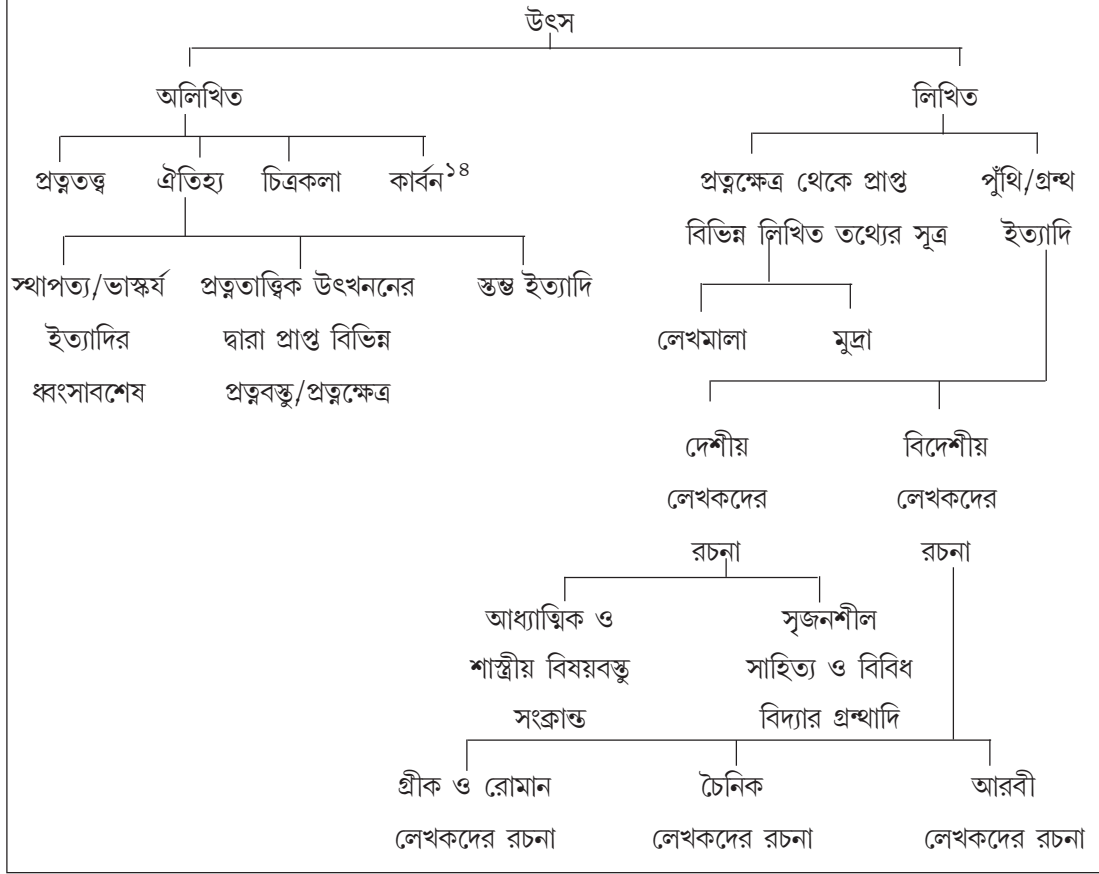 উৎস
অলিখিত লিখিত
প্রত্নতত্ত্ব ঐতিহ্য চিত্রকলা কার্বন১৪ প্রত্নক্ষেত্র থেকে প্রাপ্ত পুঁথি/গ্রন্থ
বিভিন্ন লিখিত তথ্যের সূত্র ইত্যাদি
স্থাপত্য/ভাস্কর্য প্রত্নতাত্ত্বিক উৎখননের স্তম্ভ ইত্যাদি
ইত্যাদির দ্বারা প্রাপ্ত বিভিন্ন লেখমালা মুদ্রা
ধ্বংসাবশেষ প্রত্নবস্তু/প্রত্নক্ষেত্র
দেশীয় বিদেশীয়
লেখকদের লেখকদের
রচনা রচনা
আধ্যাত্মিক ও সৃজনশীল
শাস্ত্রীয় বিষয়বস্তু সাহিত্য ও বিবিধ
সংক্রান্ত বিদ্যার গ্রন্থাদি
গ্রীক ও রোমান চৈনিক আরবী
লেখকদের রচনা লেখকদের রচনা লেখকদের রচনা